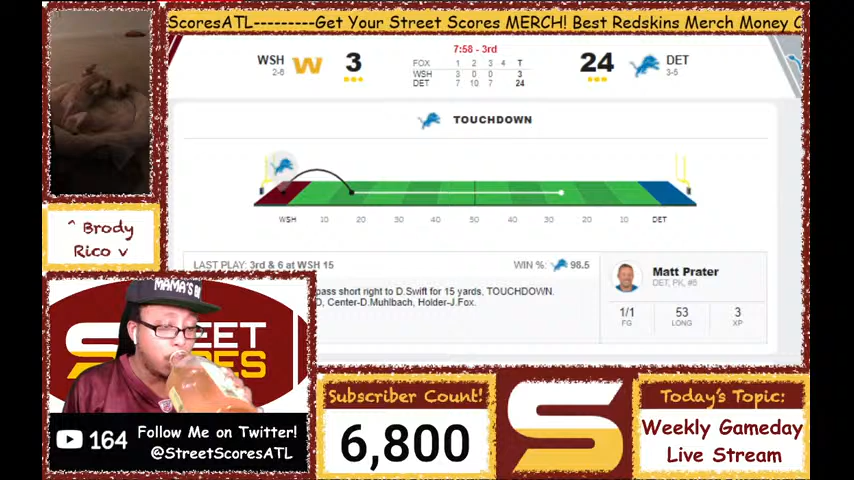 ScoresATL---------Get Your Street Scores MERCH! Best Redskins Merch Money C
WSH
2-6
W
3
7:58 - 3rd
FOX 1 2 3 4 T
WSH 3 0 0 3
DET 7 10 7 24
24
DET
3-5
TOUCHDOWN
WSH 10 20 30 40 50 40 30 20 10 DET
^ Brody
Rico v
LAST PLAY: 3rd & 6 at WSH 15
WIN %: 98.5
pass short right to D.Swift for 15 yards, TOUCHDOWN.
Center-D.Muhlbach, Holder-J.Fox.
Matt Prater
DET, PK, #5
1/1 53 3
FG LONG XP
MAMA'S
STREET
SCORES
164
Follow Me on Twitter!
@StreetScoresATL
Subscriber Count!
6,800
S
Today's Topic:
Weekly Gameday
Live Stream